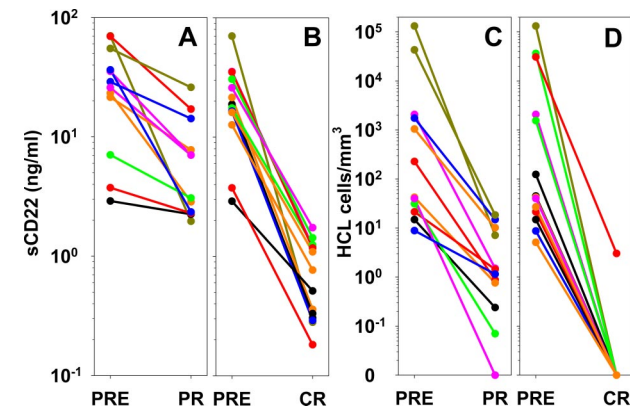 A
B
C
D
sCD22 (ng/ml)
10²
10¹
10⁰
10⁻¹
PRE
PR
PRE
CR
HCL cells/mm³
10⁵
10⁴
10³
10²
10¹
10⁰
10⁻¹
0
PRE
PR
PRE
CR